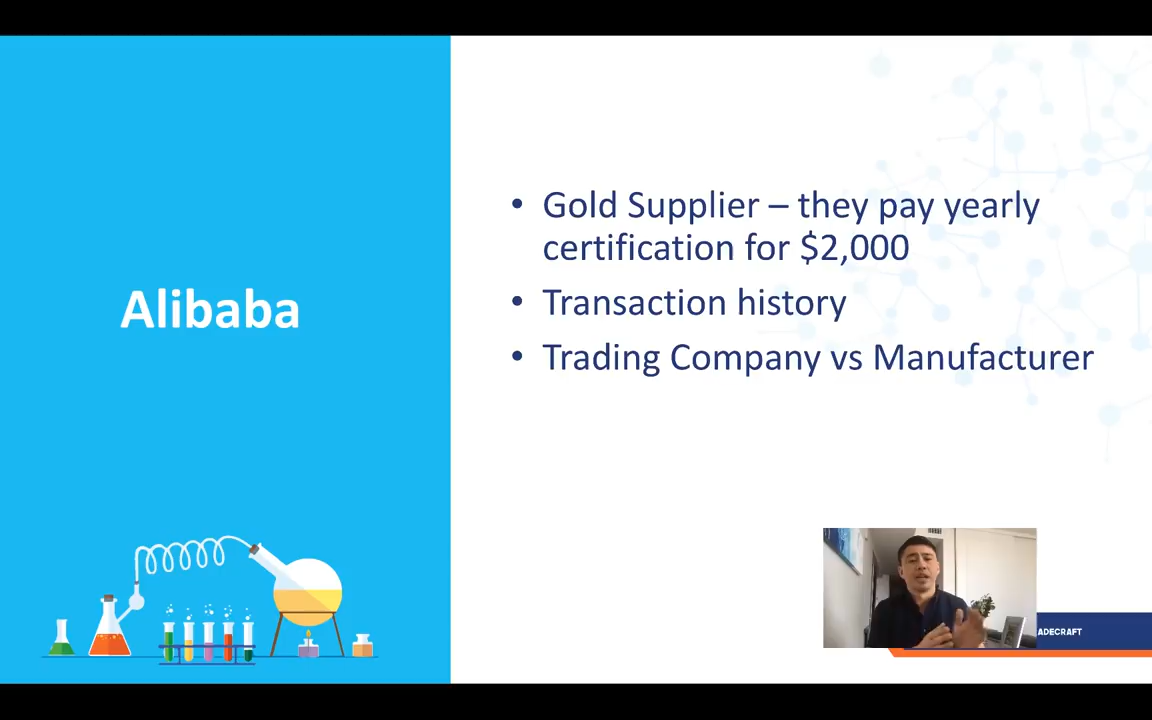 Alibaba
• Gold Supplier – they pay yearly
certification for $2,000
• Transaction history
• Trading Company vs Manufacturer
ADECRAFT